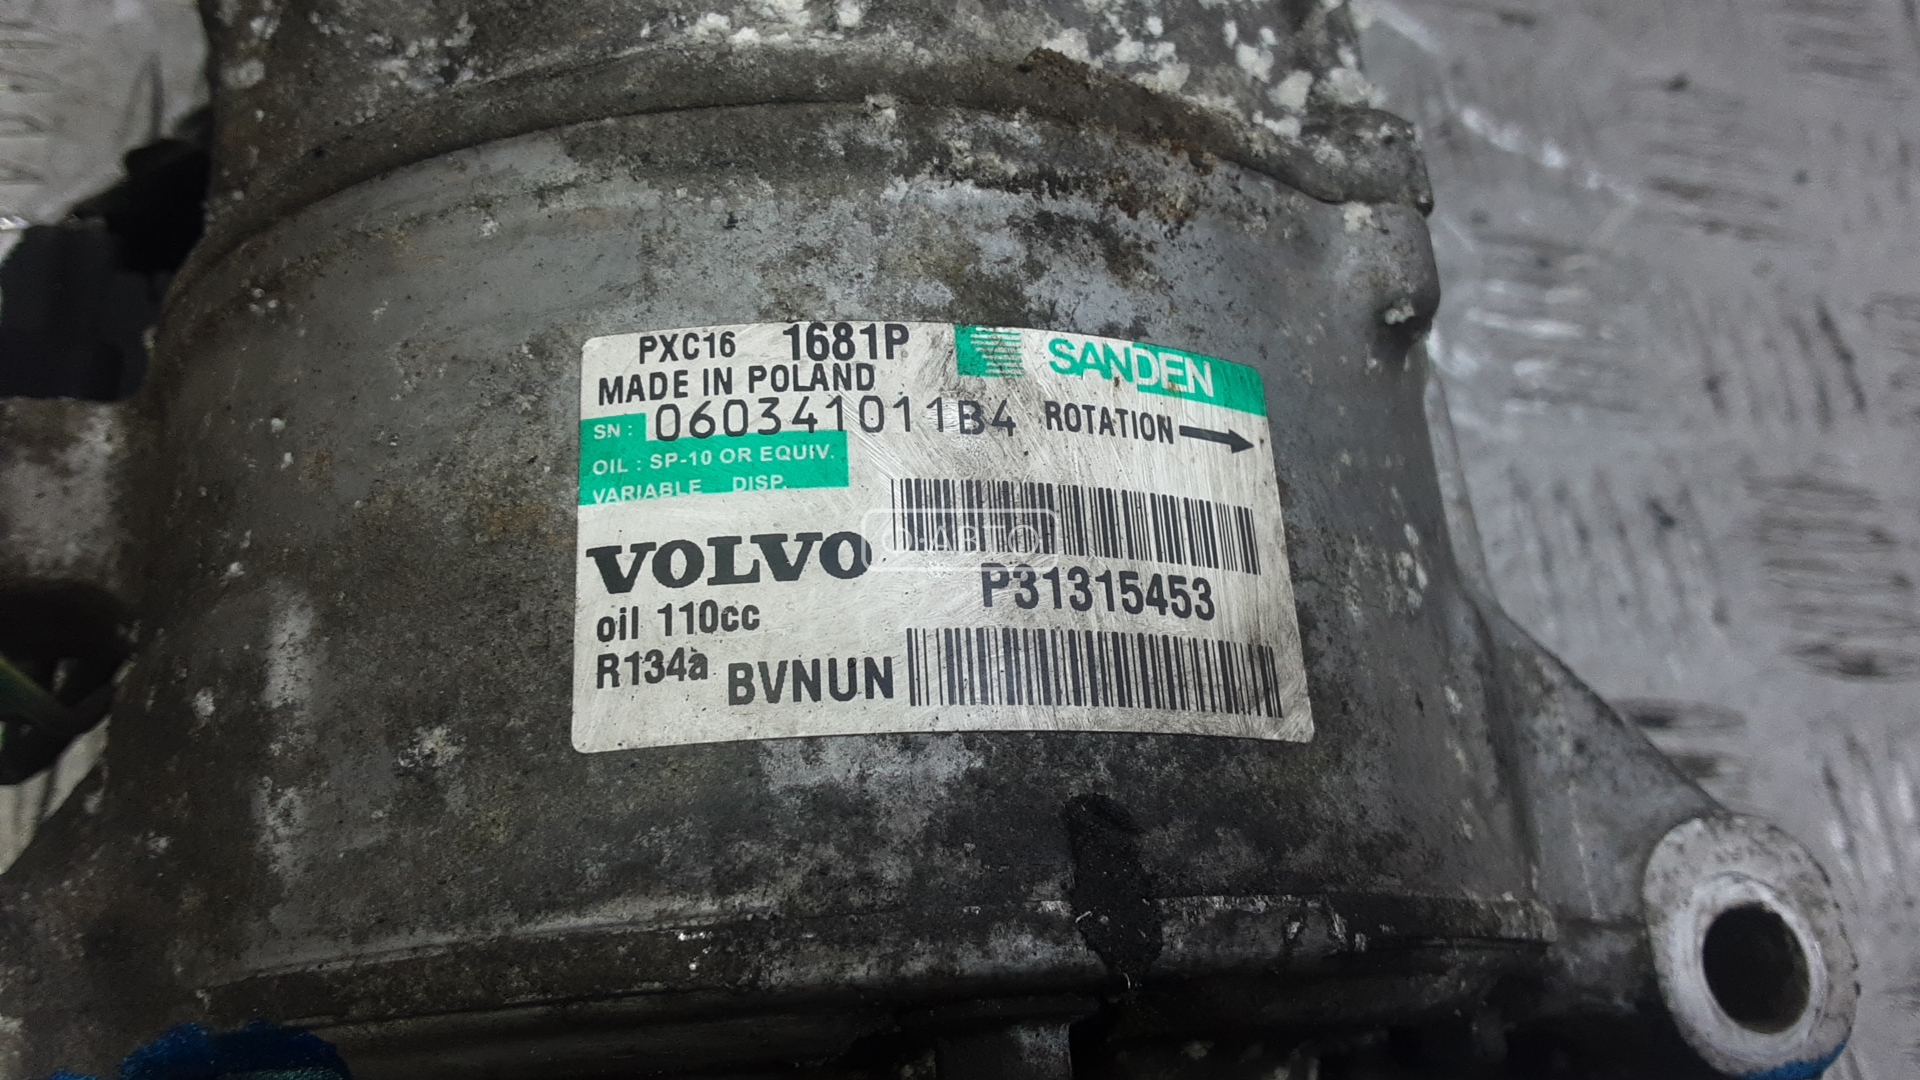 PXC16 1681P SANDEN
MADE IN POLAND
SN : 060341011B4 ROTATION
OIL : SP-10 OR EQUIV.
VARIABLE DISP.
О·АВТО
VOLVO
P31315453
oil 110cc
R134a BVNUN